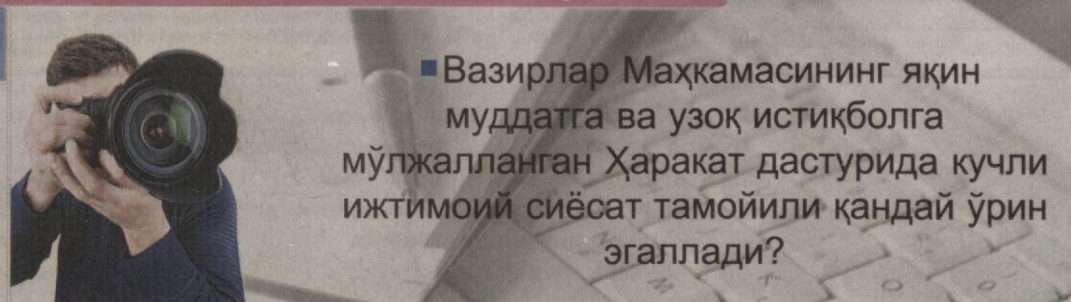 Вазирлар Маҳкамасининг яқин
муддатга ва узоқ истиқболга
мўлжалланган Ҳаракат дастурида кучли
ижтимоий сиёсат тамойили қандай ўрин
эгаллади?